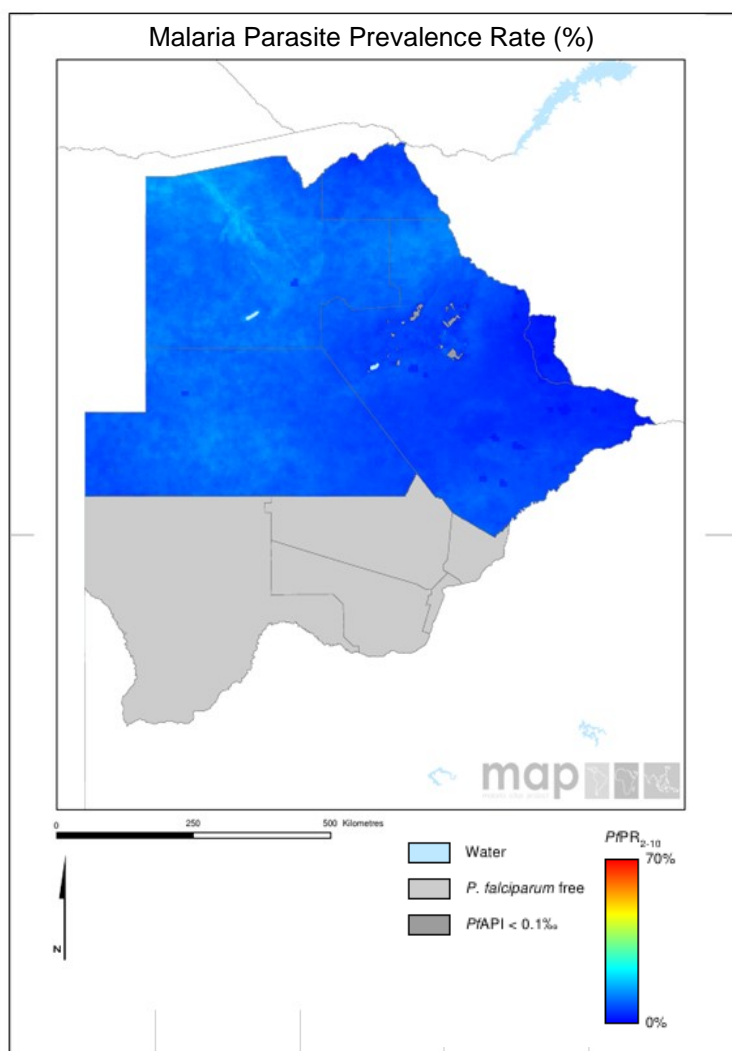 Malaria Parasite Prevalence Rate (%)
map
0 250 500 Kilometres
Water
P. falciparum free
PfAPI < 0.1‰
PfPR2-10
70%
0%
N